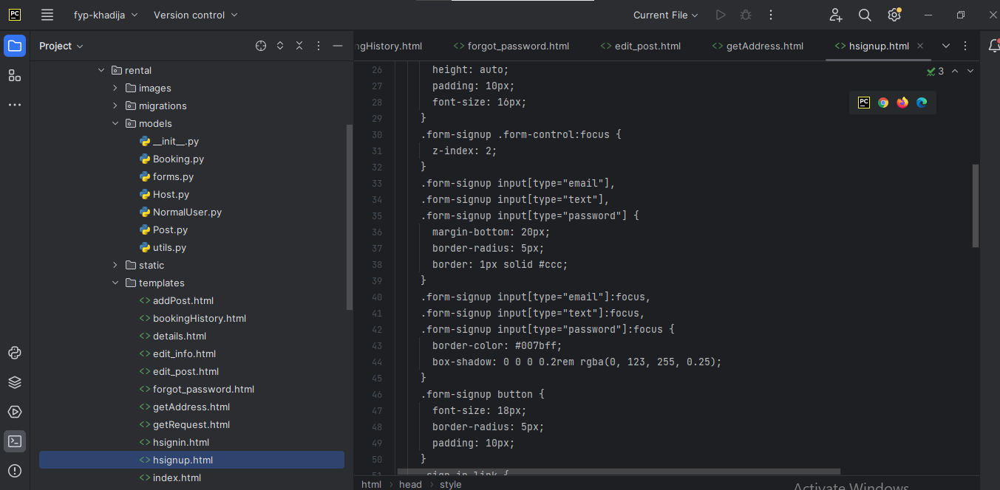 PC
fyp-khadija
Version control
Current File
Project
rental
images
migrations
models
__init__.py
Booking.py
forms.py
Host.py
NormalUser.py
Post.py
utils.py
static
templates
addPost.html
bookingHistory.html
details.html
edit_info.html
edit_post.html
forgot_password.html
getAddress.html
getRequest.html
hsignin.html
hsignup.html
index.html
ngHistory.html
forgot_password.html
edit_post.html
getAddress.html
hsignup.html
3
PC
26 height: auto;
27 padding: 10px;
28 font-size: 16px;
29 }
30 .form-signup .form-control:focus {
31 z-index: 2;
32 }
33 .form-signup input[type="email"],
34 .form-signup input[type="text"],
35 .form-signup input[type="password"] {
36 margin-bottom: 20px;
37 border-radius: 5px;
38 border: 1px solid #ccc;
39 }
40 .form-signup input[type="email"]:focus,
41 .form-signup input[type="text"]:focus,
42 .form-signup input[type="password"]:focus {
43 border-color: #007bff;
44 box-shadow: 0 0 0 0.2rem rgba(0, 123, 255, 0.25);
45 }
46 .form-signup button {
47 font-size: 18px;
48 border-radius: 5px;
49 padding: 10px;
50 }
51 .sign-in-link {
html
head
style
Activate Windows